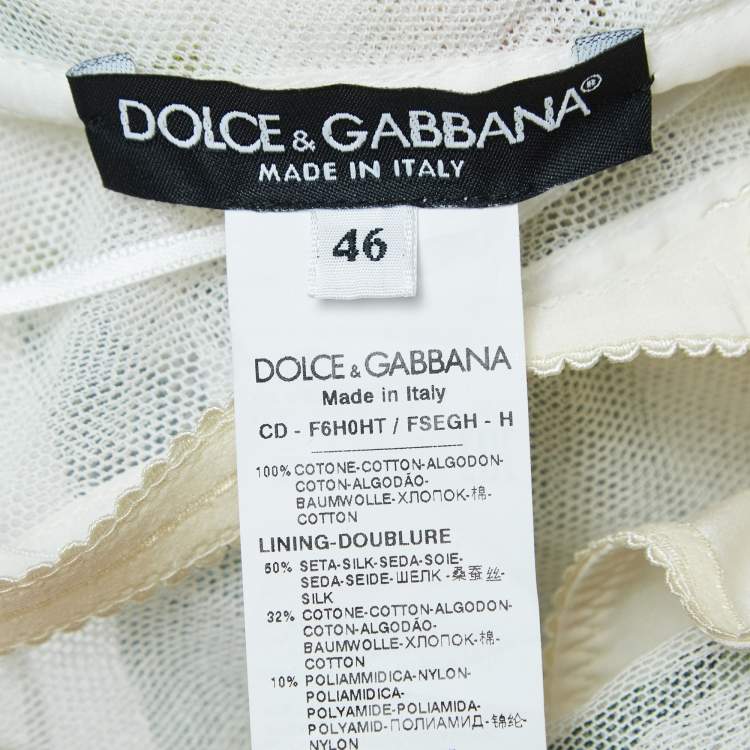 DOLCE & GABBANA®
MADE IN ITALY
46
DOLCE & GABBANA
Made in Italy
CD - F6H0HT / FSEGH - H
100% COTONE-COTTON-ALGODON-
COTON-ALGODÃO-
BAUMWOLLE-ХЛОПОК-棉-
COTTON
LINING-DOUBLURE
60% SETA-SILK-SEDA-SOIE-
SEDA-SEIDE-ШЕЛК-桑蚕丝-
SILK
32% COTONE-COTTON-ALGODON-
COTON-ALGODÃO-
BAUMWOLLE-ХЛОПОК-棉-
COTTON
10% POLIAMMIDICA-NYLON-
POLIAMIDICA-
POLYAMIDE-POLIAMIDA-
POLYAMID-ПОЛИАМИД-锦纶-
NYLON